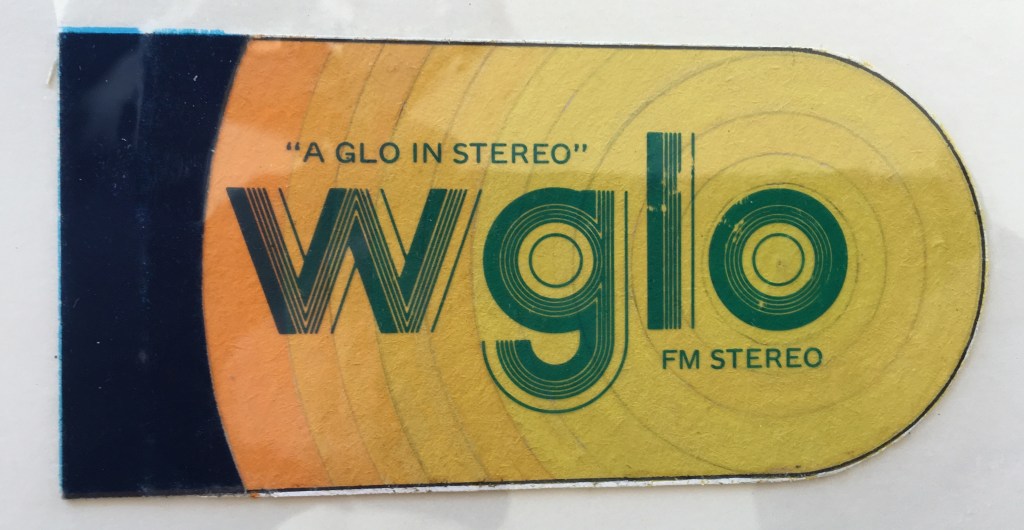 “A GLO IN STEREO”
wglo
FM STEREO